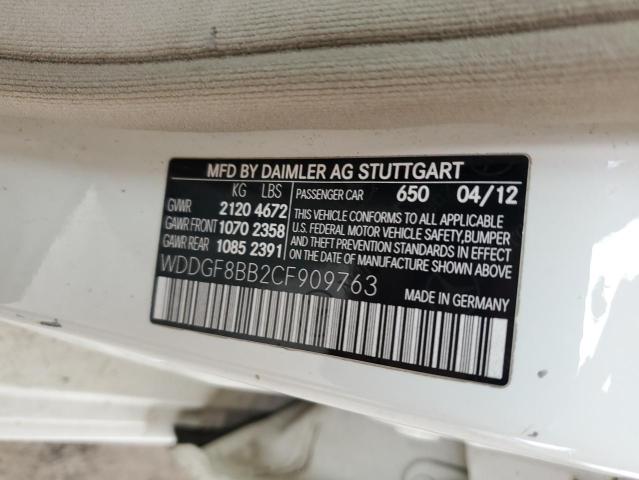 MFD BY DAIMLER AG STUTTGART
KG LBS
GVWR 2120 4672
GAWR FRONT 1070 2358
GAWR REAR 1085 2391
PASSENGER CAR 650 04/12
THIS VEHICLE CONFORMS TO ALL APPLICABLE
U.S. FEDERAL MOTOR VEHICLE SAFETY, BUMPER
AND THEFT PREVENTION STANDARDS IN EFFECT
ON THE DATE OF MANUFACTURE SHOWN ABOVE.
WDDGF8BB2CF909763
MADE IN GERMANY